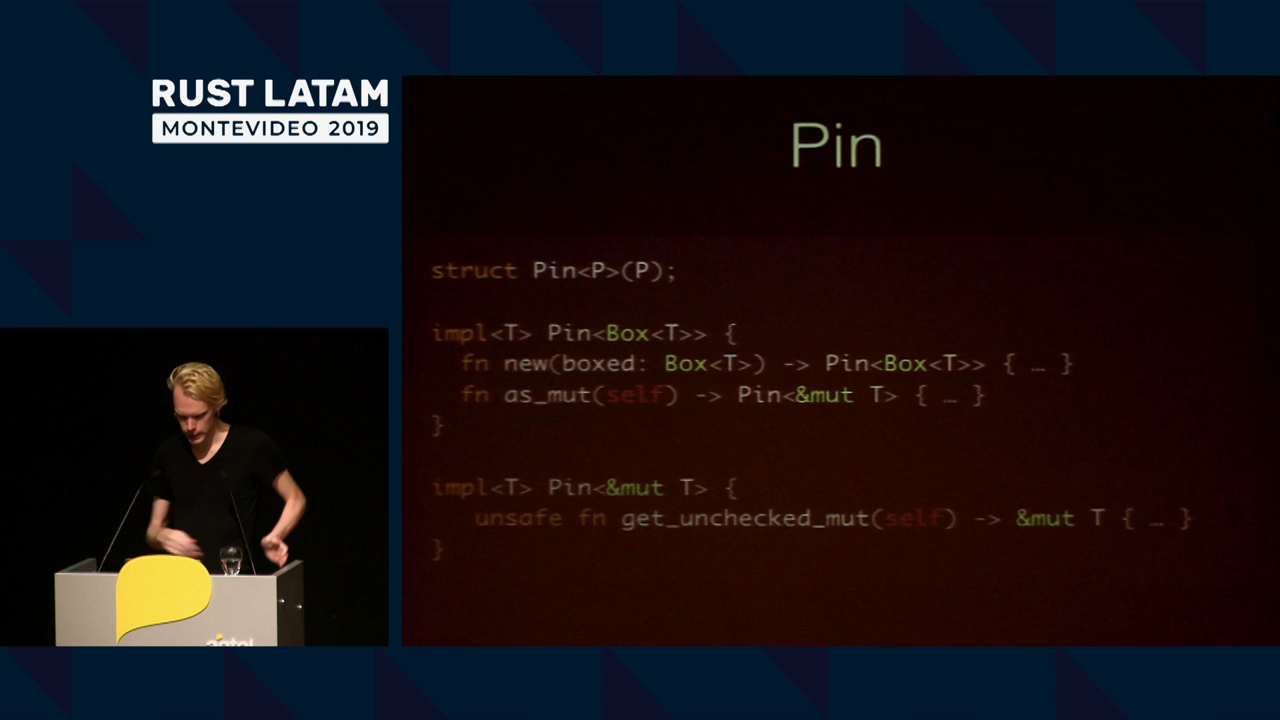 RUST LATAM
MONTEVIDEO 2019
Pin
struct Pin<P>(P);
impl<T> Pin<Box<T>> {
fn new(boxed: Box<T>) -> Pin<Box<T>> { … }
fn as_mut(self) -> Pin<&mut T> { … }
}
impl<T> Pin<&mut T> {
unsafe fn get_unchecked_mut(self) -> &mut T { … }
}